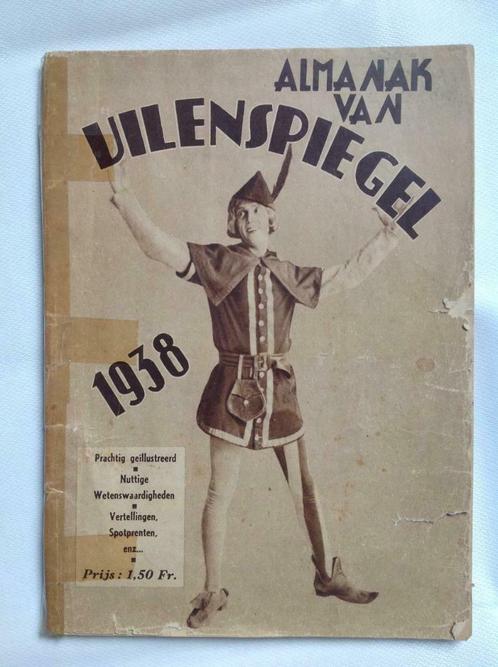 ALMANAK
VAN
UILENSPIEGEL
1938
Prachtig geïllustreerd
Nuttige
Wetenswaardigheden
Vertellingen,
Spotprenten,
enz...
Prijs : 1,50 Fr.